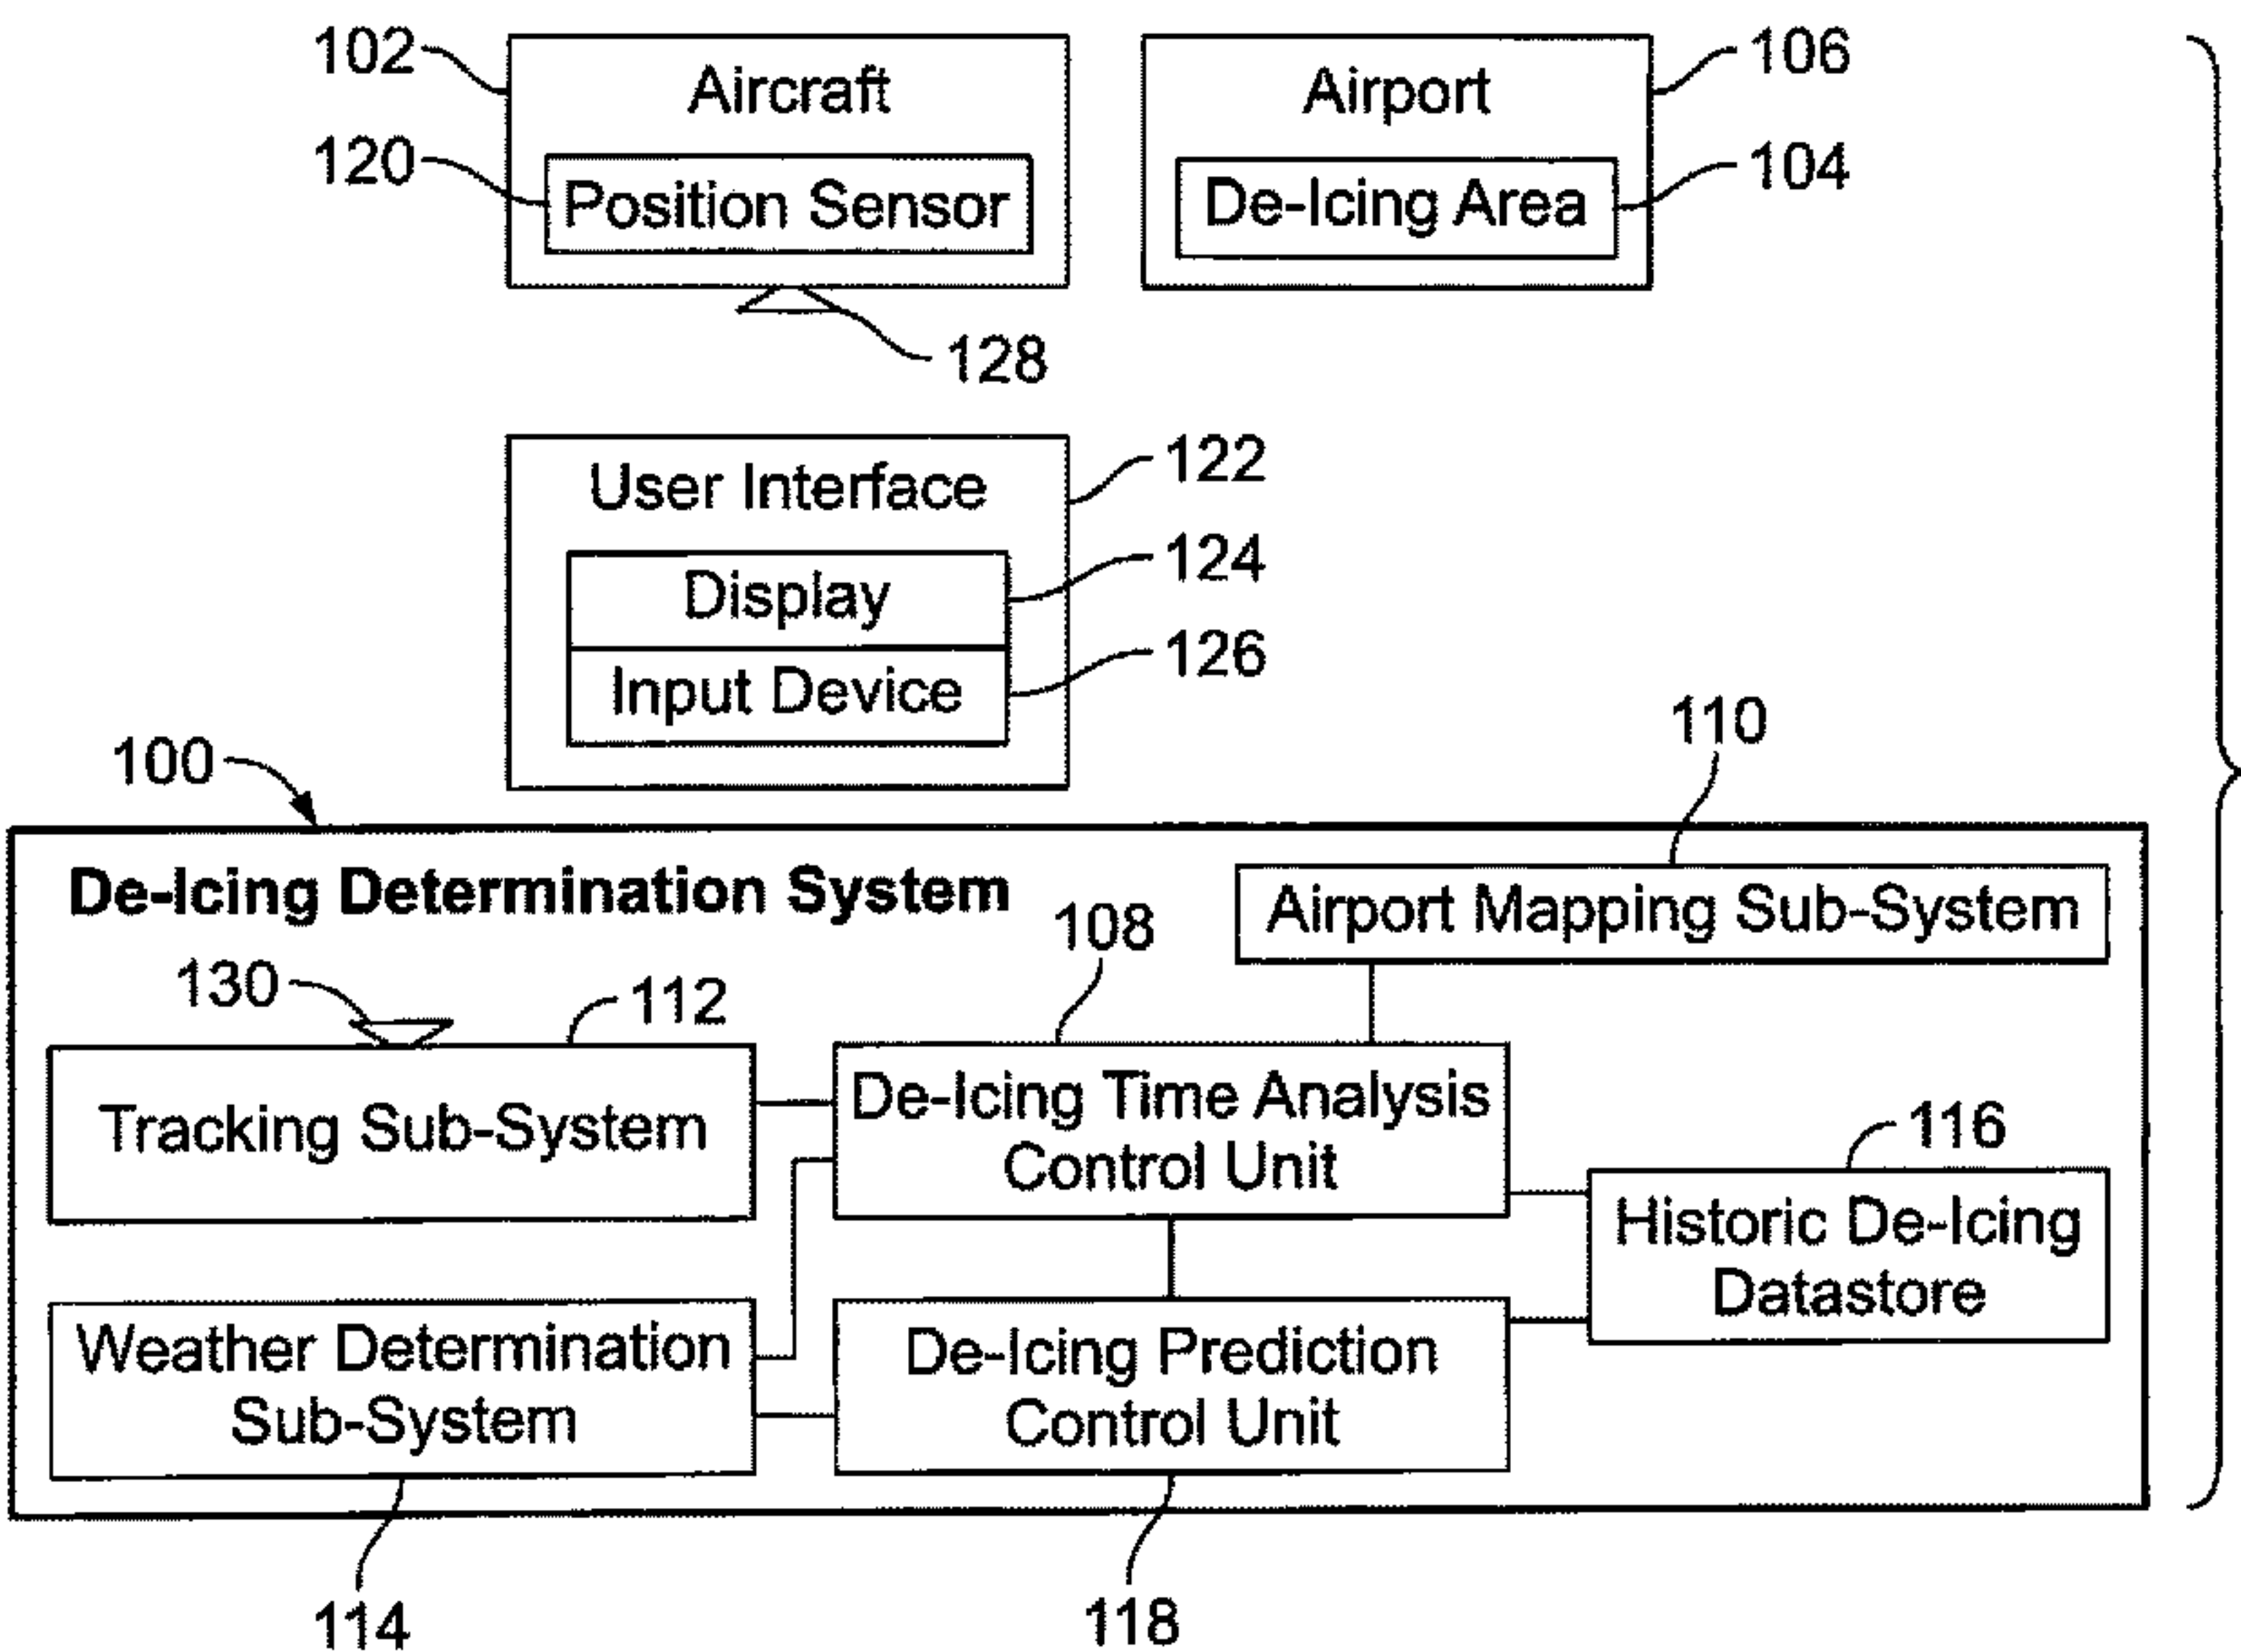 102
Aircraft
120
Position Sensor
128
Airport
106
De-Icing Area
104
User Interface
122
Display
124
Input Device
126
100
De-Icing Determination System
110
Airport Mapping Sub-System
130
112
Tracking Sub-System
108
De-Icing Time Analysis
Control Unit
116
Historic De-Icing
Datastore
Weather Determination
Sub-System
114
De-Icing Prediction
Control Unit
118